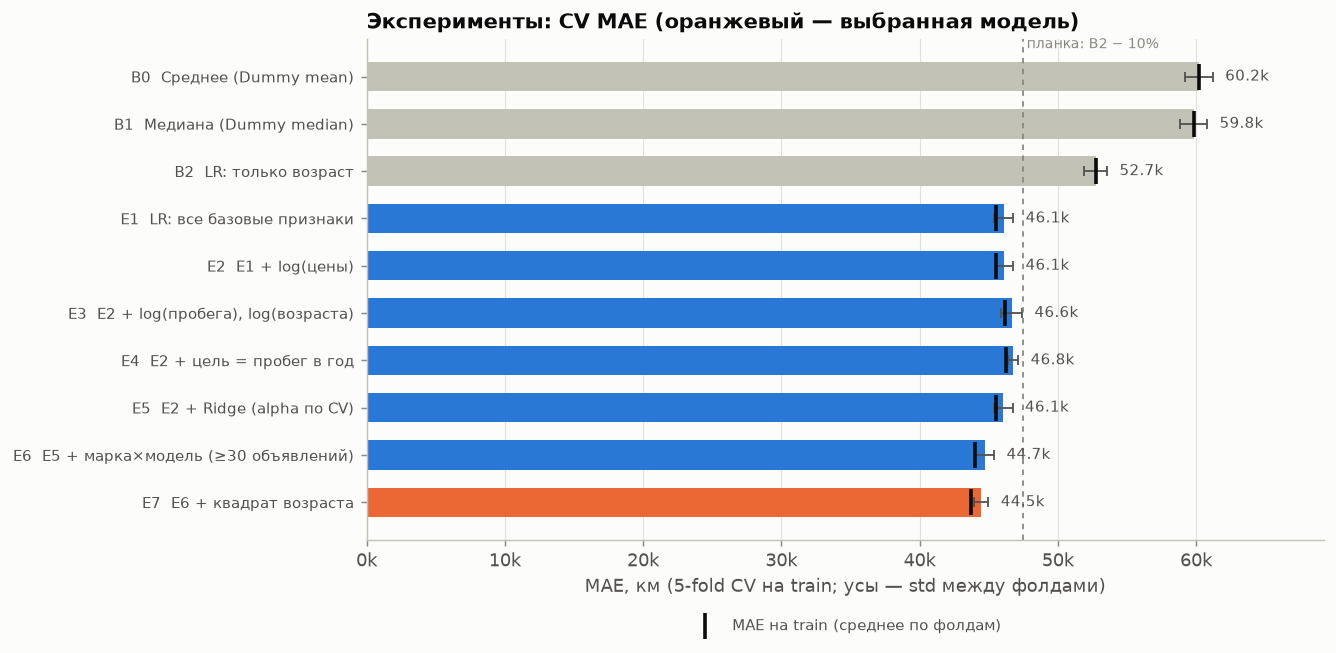 Эксперименты: CV MAE (оранжевый — выбранная модель)
планка: B2 − 10%
B0  Среднее (Dummy mean) 60.2k
B1  Медиана (Dummy median) 59.8k
B2  LR: только возраст 52.7k
E1  LR: все базовые признаки 46.1k
E2  E1 + log(цены) 46.1k
E3  E2 + log(пробега), log(возраста) 46.6k
E4  E2 + цель = пробег в год 46.8k
E5  E2 + Ridge (alpha по CV) 46.1k
E6  E5 + марка×модель (≥30 объявлений) 44.7k
E7  E6 + квадрат возраста 44.5k
0k 10k 20k 30k 40k 50k 60k
MAE, км (5-fold CV на train; усы — std между фолдами)
MAE на train (среднее по фолдам)